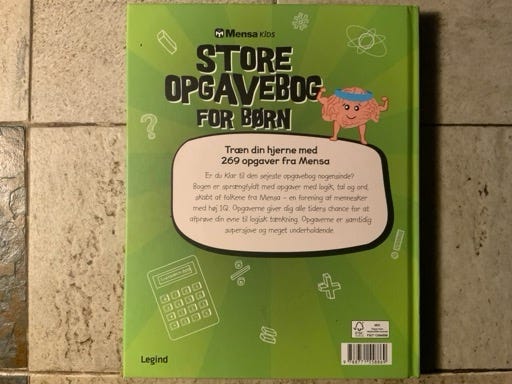 Mensa KIDS
STORE
OPGAVEBOG
FOR BØRN
Træn din hjerne med
269 opgaver fra Mensa
Er du klar til den sejeste opgavebog nogensinde?
Bogen er sprængfyldt med opgaver med logik, tal og ord,
skabt af folkene fra Mensa – en forening af mennesker
med høj IQ. Opgaverne giver dig alle tiders chance for at
afprøve din evne til logisk tænkning. Opgaverne er samtidig
supersjove og meget underholdende.
Legind
FSC